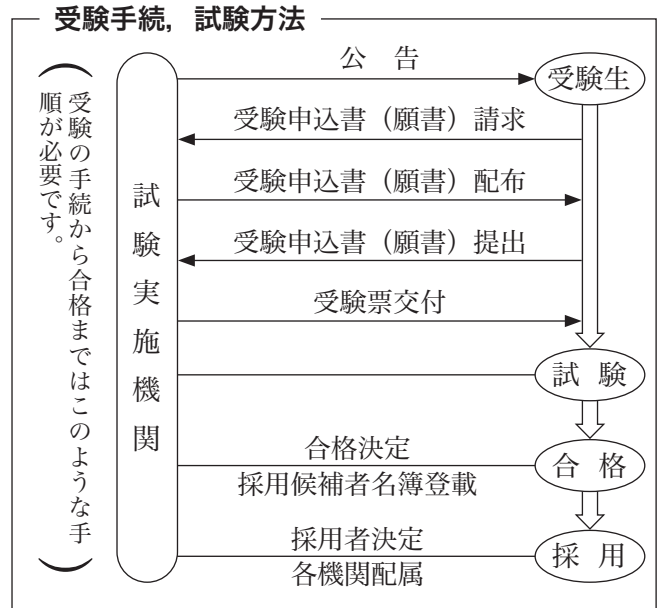 受験手続，試験方法
受験の手続から合格まではこのような手
順が必要です。
試験実施機関
公告
受験生
受験申込書（願書）請求
受験申込書（願書）配布
受験申込書（願書）提出
受験票交付
試験
合格決定
採用候補者名簿登載
合格
採用者決定
各機関配属
採用